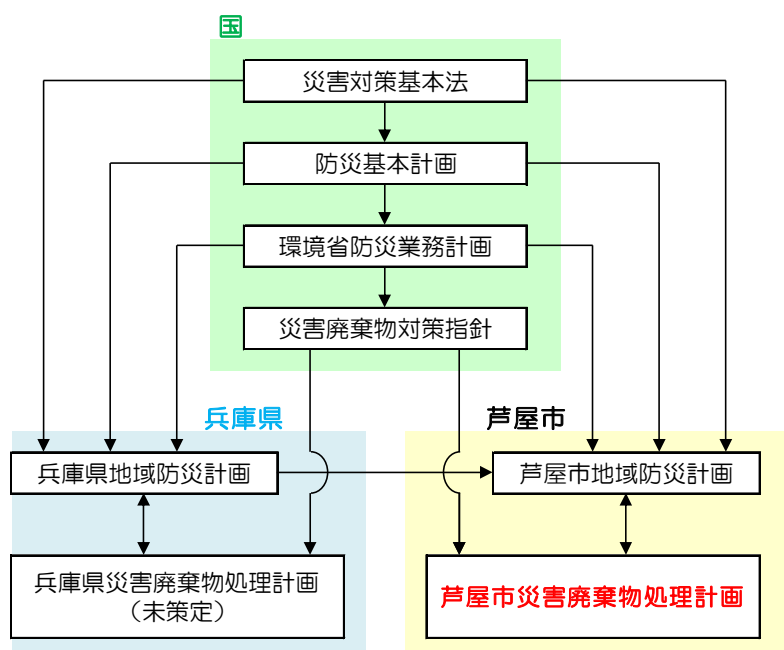 国
災害対策基本法
防災基本計画
環境省防災業務計画
災害廃棄物対策指針
兵庫県
芦屋市
兵庫県地域防災計画
芦屋市地域防災計画
兵庫県災害廃棄物処理計画
（未策定）
芦屋市災害廃棄物処理計画